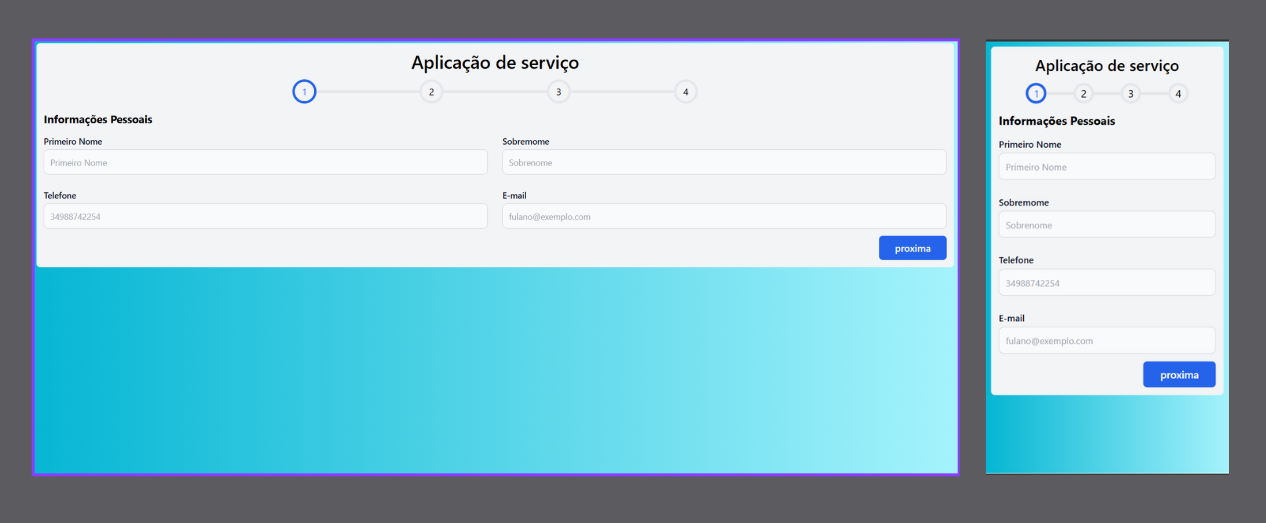 Aplicação de serviço
1 2 3 4
Informações Pessoais
Primeiro Nome Sobremome
Primeiro Nome Sobrenome
Telefone E-mail
34988742254 fulano@exemplo.com
proxima
Aplicação de serviço
1 2 3 4
Informações Pessoais
Primeiro Nome
Primeiro Nome
Sobremome
Sobrenome
Telefone
34988742254
E-mail
fulano@exemplo.com
proxima